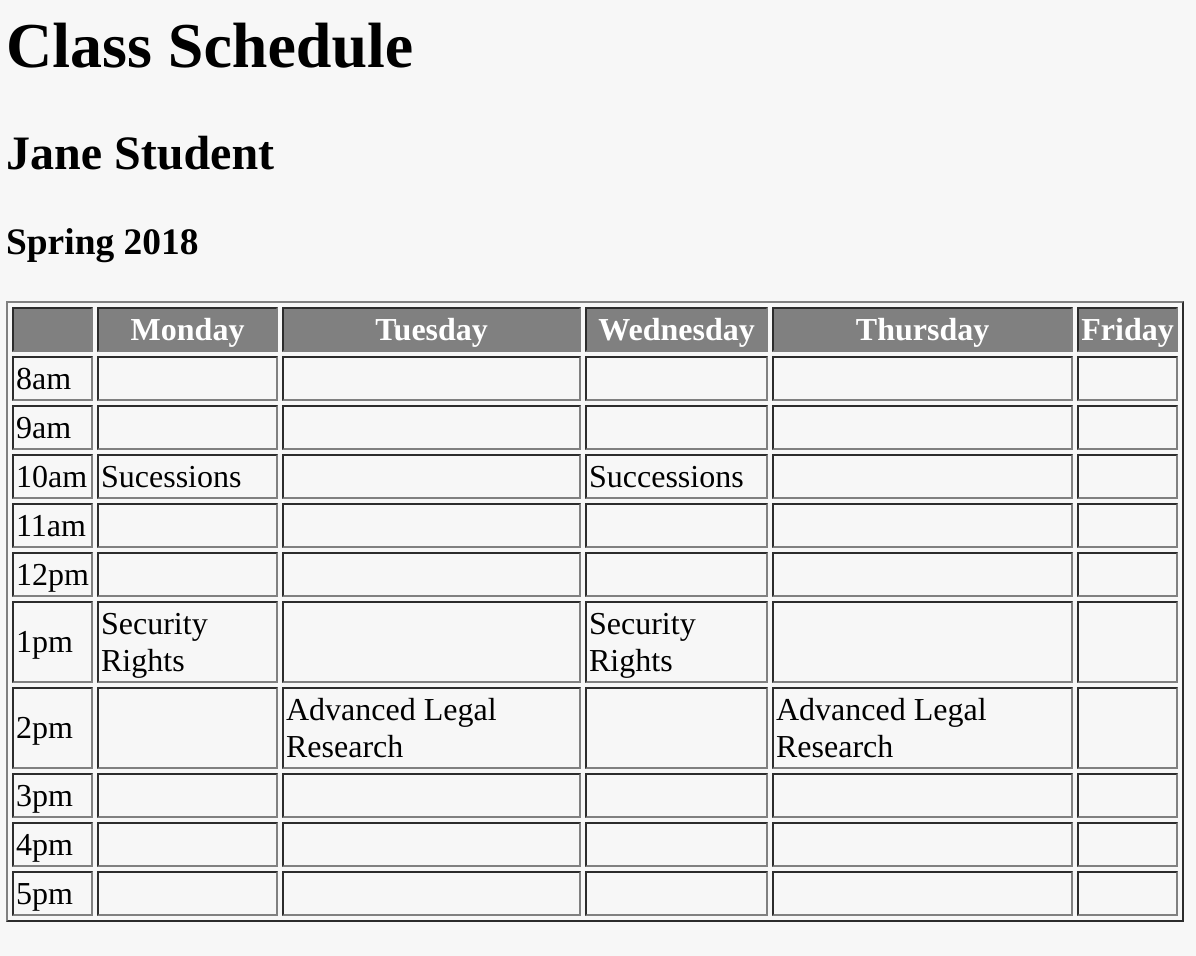 Class Schedule
Jane Student
Spring 2018
Monday Tuesday Wednesday Thursday Friday
8am
9am
10am Sucessions Successions
11am
12pm
1pm Security Rights Security Rights
2pm Advanced Legal Research Advanced Legal Research
3pm
4pm
5pm